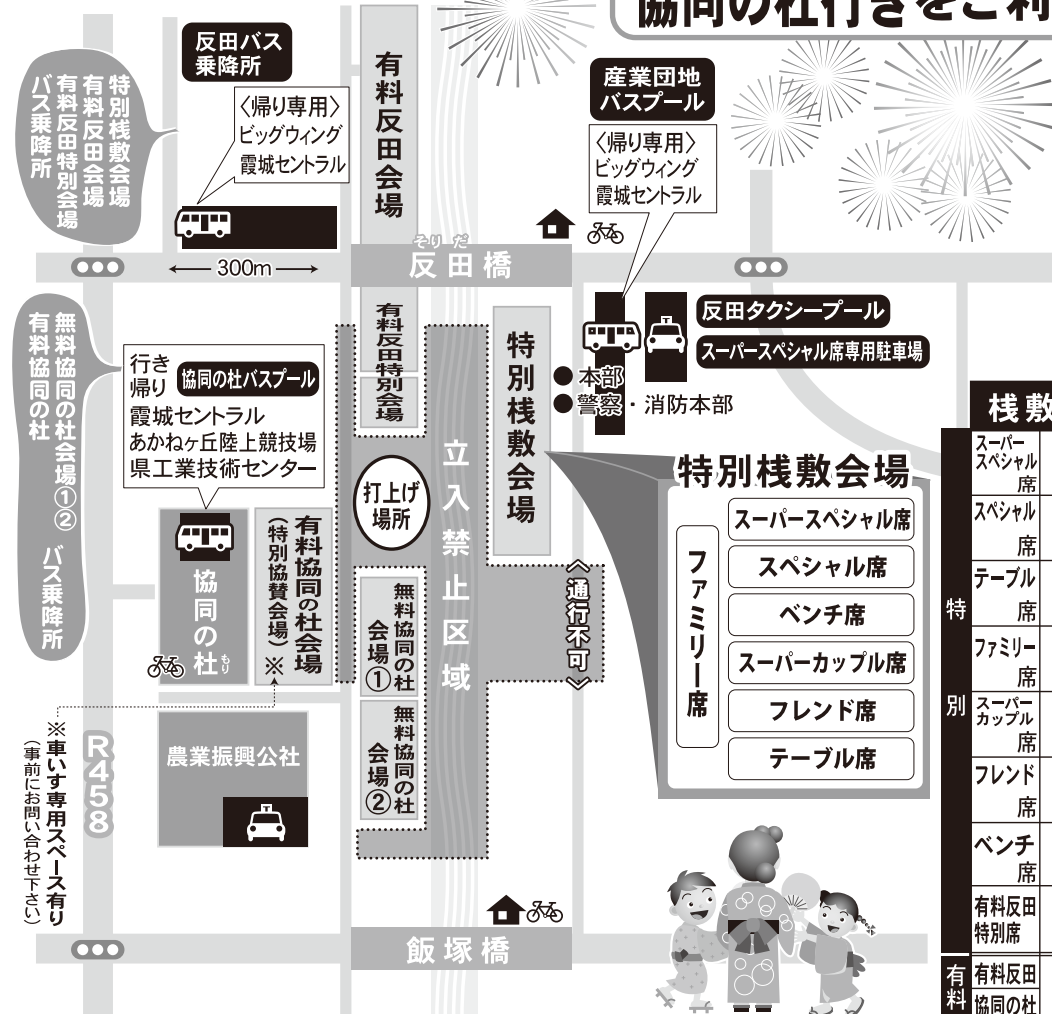 協同の杜行きをご利
特別桟敷会場
有料反田会場
有料反田特別会場
バス乗降所
反田バス
乗降所
〈帰り専用〉
ビッグウィング
霞城セントラル
有料反田会場
産業団地
バスプール
〈帰り専用〉
ビッグウィング
霞城セントラル
300m
そりだ
反田橋
無料協同の杜会場①②
有料協同の杜
バス乗降所
行き
帰り
協同の杜バスプール
霞城セントラル
あかねヶ丘陸上競技場
県工業技術センター
有料反田特別会場
特別桟敷会場
反田タクシープール
スーパースペシャル席専用駐車場
● 本部
● 警察・消防本部
打上げ
場所
立入禁止区域
協同の杜
もり
有料協同の杜会場
(特別協賛会場)※
無料協同の杜
会場①
無料協同の杜
会場②
〈通行不可〉
特別桟敷会場
ファミリー席
スーパースペシャル席
スペシャル席
ベンチ席
スーパーカップル席
フレンド席
テーブル席
※車いす専用スペース有り
(事前にお問い合わせ下さい)
R458
農業振興公社
飯塚橋
桟敷
特別
スーパー
スペシャル
席
スペシャル
席
テーブル
席
ファミリー
席
スーパー
カップル
席
フレンド
席
ベンチ
席
有料反田
特別席
有料
有料反田
協同の杜